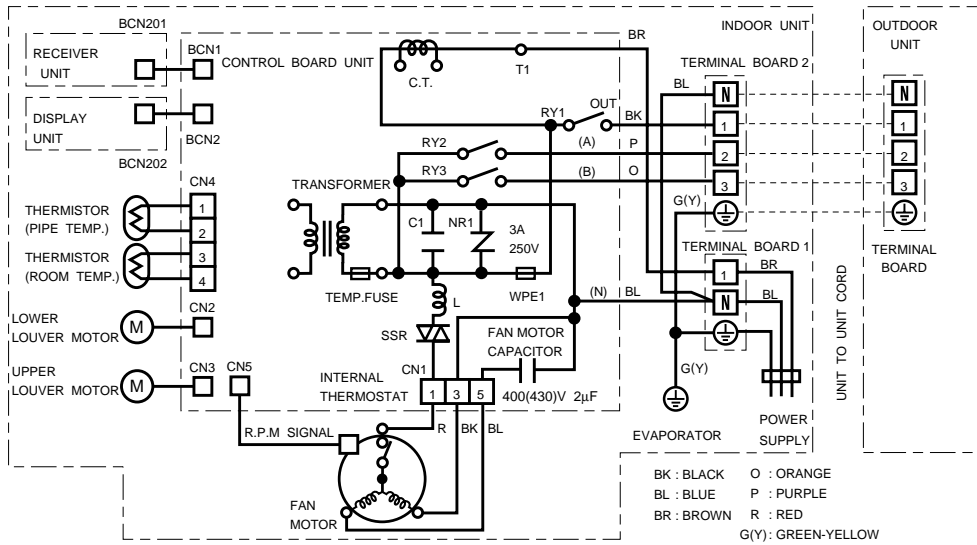 BCN201
RECEIVER
UNIT
BCN1
DISPLAY
UNIT
BCN2
BCN202
CONTROL BOARD UNIT
C.T.
T1
BR
INDOOR UNIT
OUTDOOR
UNIT
TERMINAL BOARD 2
BL
N
1
2
3
G(Y)
N
1
2
3
TERMINAL
BOARD
RY1
OUT
BK
RY2
(A)
P
RY3
(B)
O
TRANSFORMER
C1
NR1
3A
250V
TEMP.FUSE
WPE1
L
SSR
(N)
BL
TERMINAL BOARD 1
1
BR
N
BL
G(Y)
UNIT TO UNIT CORD
POWER
SUPPLY
CN4
THERMISTOR
(PIPE TEMP.)
1
2
THERMISTOR
(ROOM TEMP.)
3
4
CN2
LOWER
LOUVER MOTOR
M
CN3
UPPER
LOUVER MOTOR
M
CN5
FAN MOTOR
CAPACITOR
CN1
INTERNAL
THERMOSTAT
1
3
5
400(430)V 2µF
R
BK
BL
R.P.M SIGNAL
FAN
MOTOR
EVAPORATOR
BK : BLACK
O : ORANGE
BL : BLUE
P : PURPLE
BR : BROWN
R : RED
G(Y): GREEN-YELLOW